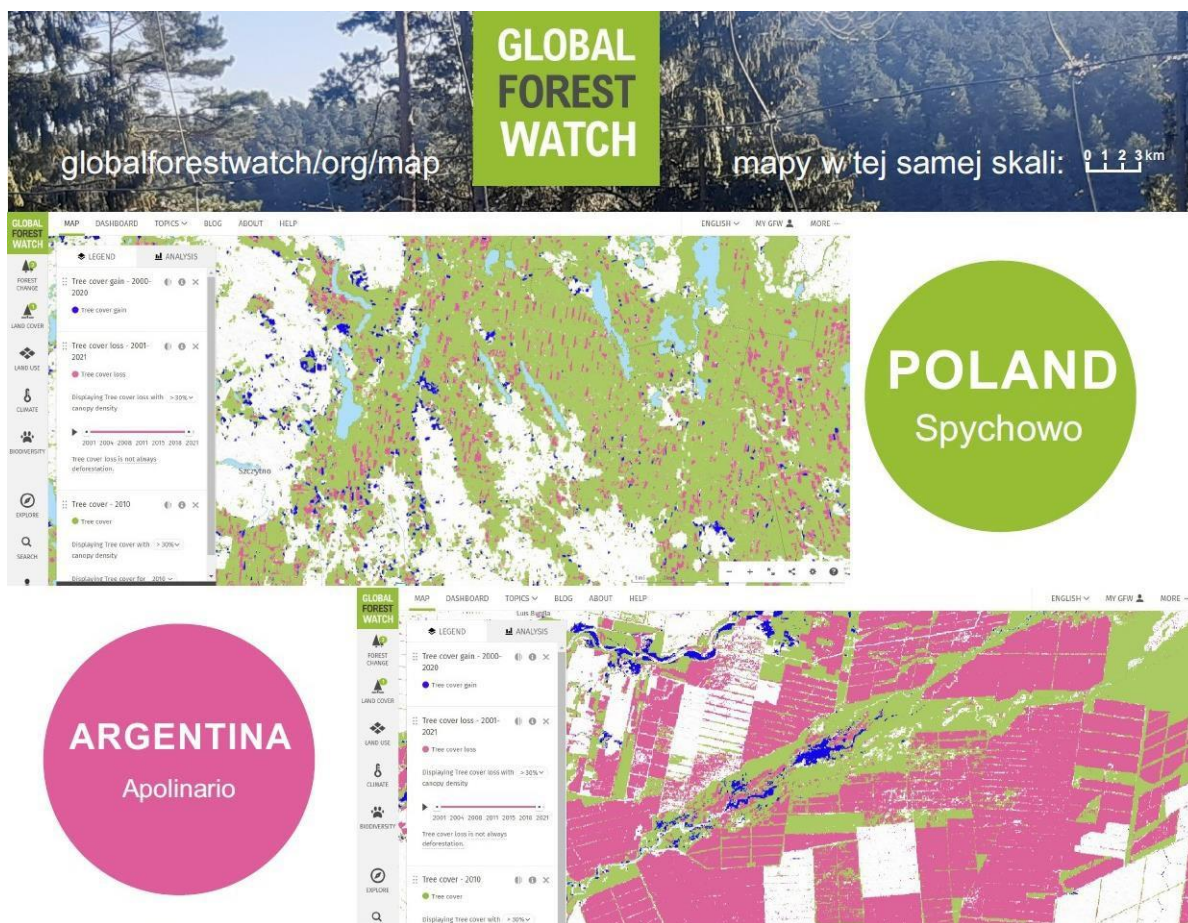 GLOBAL
FOREST
WATCH
globalforestwatch/org/map
mapy w tej samej skali: 0 1 2 3 km
GLOBAL
FOREST
WATCH
MAP DASHBOARD TOPICS BLOG ABOUT HELP
ENGLISH MY GFW MORE
LEGEND ANALYSIS
FOREST
CHANGE
LAND COVER
LAND USE
CLIMATE
BIODIVERSITY
EXPLORE
SEARCH
Tree cover gain - 2000-
2020
Tree cover gain
Tree cover loss - 2001-
2021
Tree cover loss
Displaying Tree cover loss with > 30%
canopy density
2001 2004 2008 2011 2015 2018 2021
Tree cover loss is not always
deforestation.
Tree cover - 2010
Tree cover
Displaying Tree cover with > 30%
canopy density
Displaying Tree cover for 2010
Szczytno
POLAND
Spychowo
ARGENTINA
Apolinario
GLOBAL
FOREST
WATCH
MAP DASHBOARD TOPICS BLOG ABOUT HELP
ENGLISH MY GFW MORE
LEGEND ANALYSIS
FOREST
CHANGE
LAND COVER
LAND USE
CLIMATE
BIODIVERSITY
EXPLORE
Tree cover gain - 2000-
2020
Tree cover gain
Tree cover loss - 2001-
2021
Tree cover loss
Displaying Tree cover loss with > 30%
canopy density
2001 2004 2008 2011 2015 2018 2021
Tree cover loss is not always
deforestation.
Tree cover - 2010
Tree cover
Displaying Tree cover with > 30%